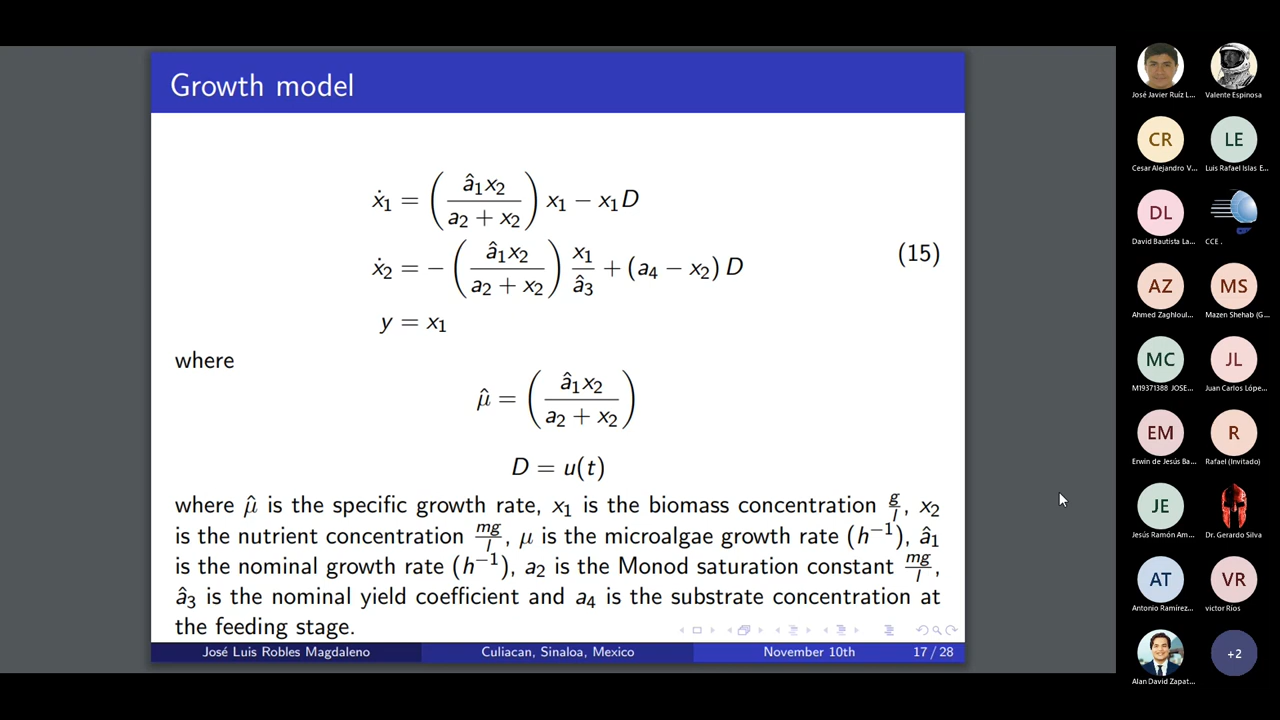 Growth model
ẋ₁ = (â₁x₂ / (a₂ + x₂)) x₁ − x₁D
ẋ₂ = −(â₁x₂ / (a₂ + x₂)) x₁/â₃ + (a₄ − x₂) D
(15)
y = x₁
where
μ̂ = (â₁x₂ / (a₂ + x₂))
D = u(t)
where μ̂ is the specific growth rate, x₁ is the biomass concentration g/l, x₂
is the nutrient concentration mg/l, μ is the microalgae growth rate (h⁻¹), â₁
is the nominal growth rate (h⁻¹), a₂ is the Monod saturation constant mg/l,
â₃ is the nominal yield coefficient and a₄ is the substrate concentration at
the feeding stage.
José Luis Robles Magdaleno Culiacan, Sinaloa, Mexico November 10th 17 / 28
José Javier Ruíz L... Valente Espinosa
CR LE
Cesar Alejandro V... Luis Rafael Islas E...
DL
David Bautista La... CCE .
AZ MS
Ahmed Zaghloul... Mazen Shehab (G...
MC JL
M19371388 JOSE... Juan Carlos Lópe...
EM R
Erwin de Jesús Ba... Rafael (Invitado)
JE
Jesús Ramón Am... Dr. Gerardo Silva
AT VR
Antonio Ramírez... victor Ríos
+2
Alan David Zapat...